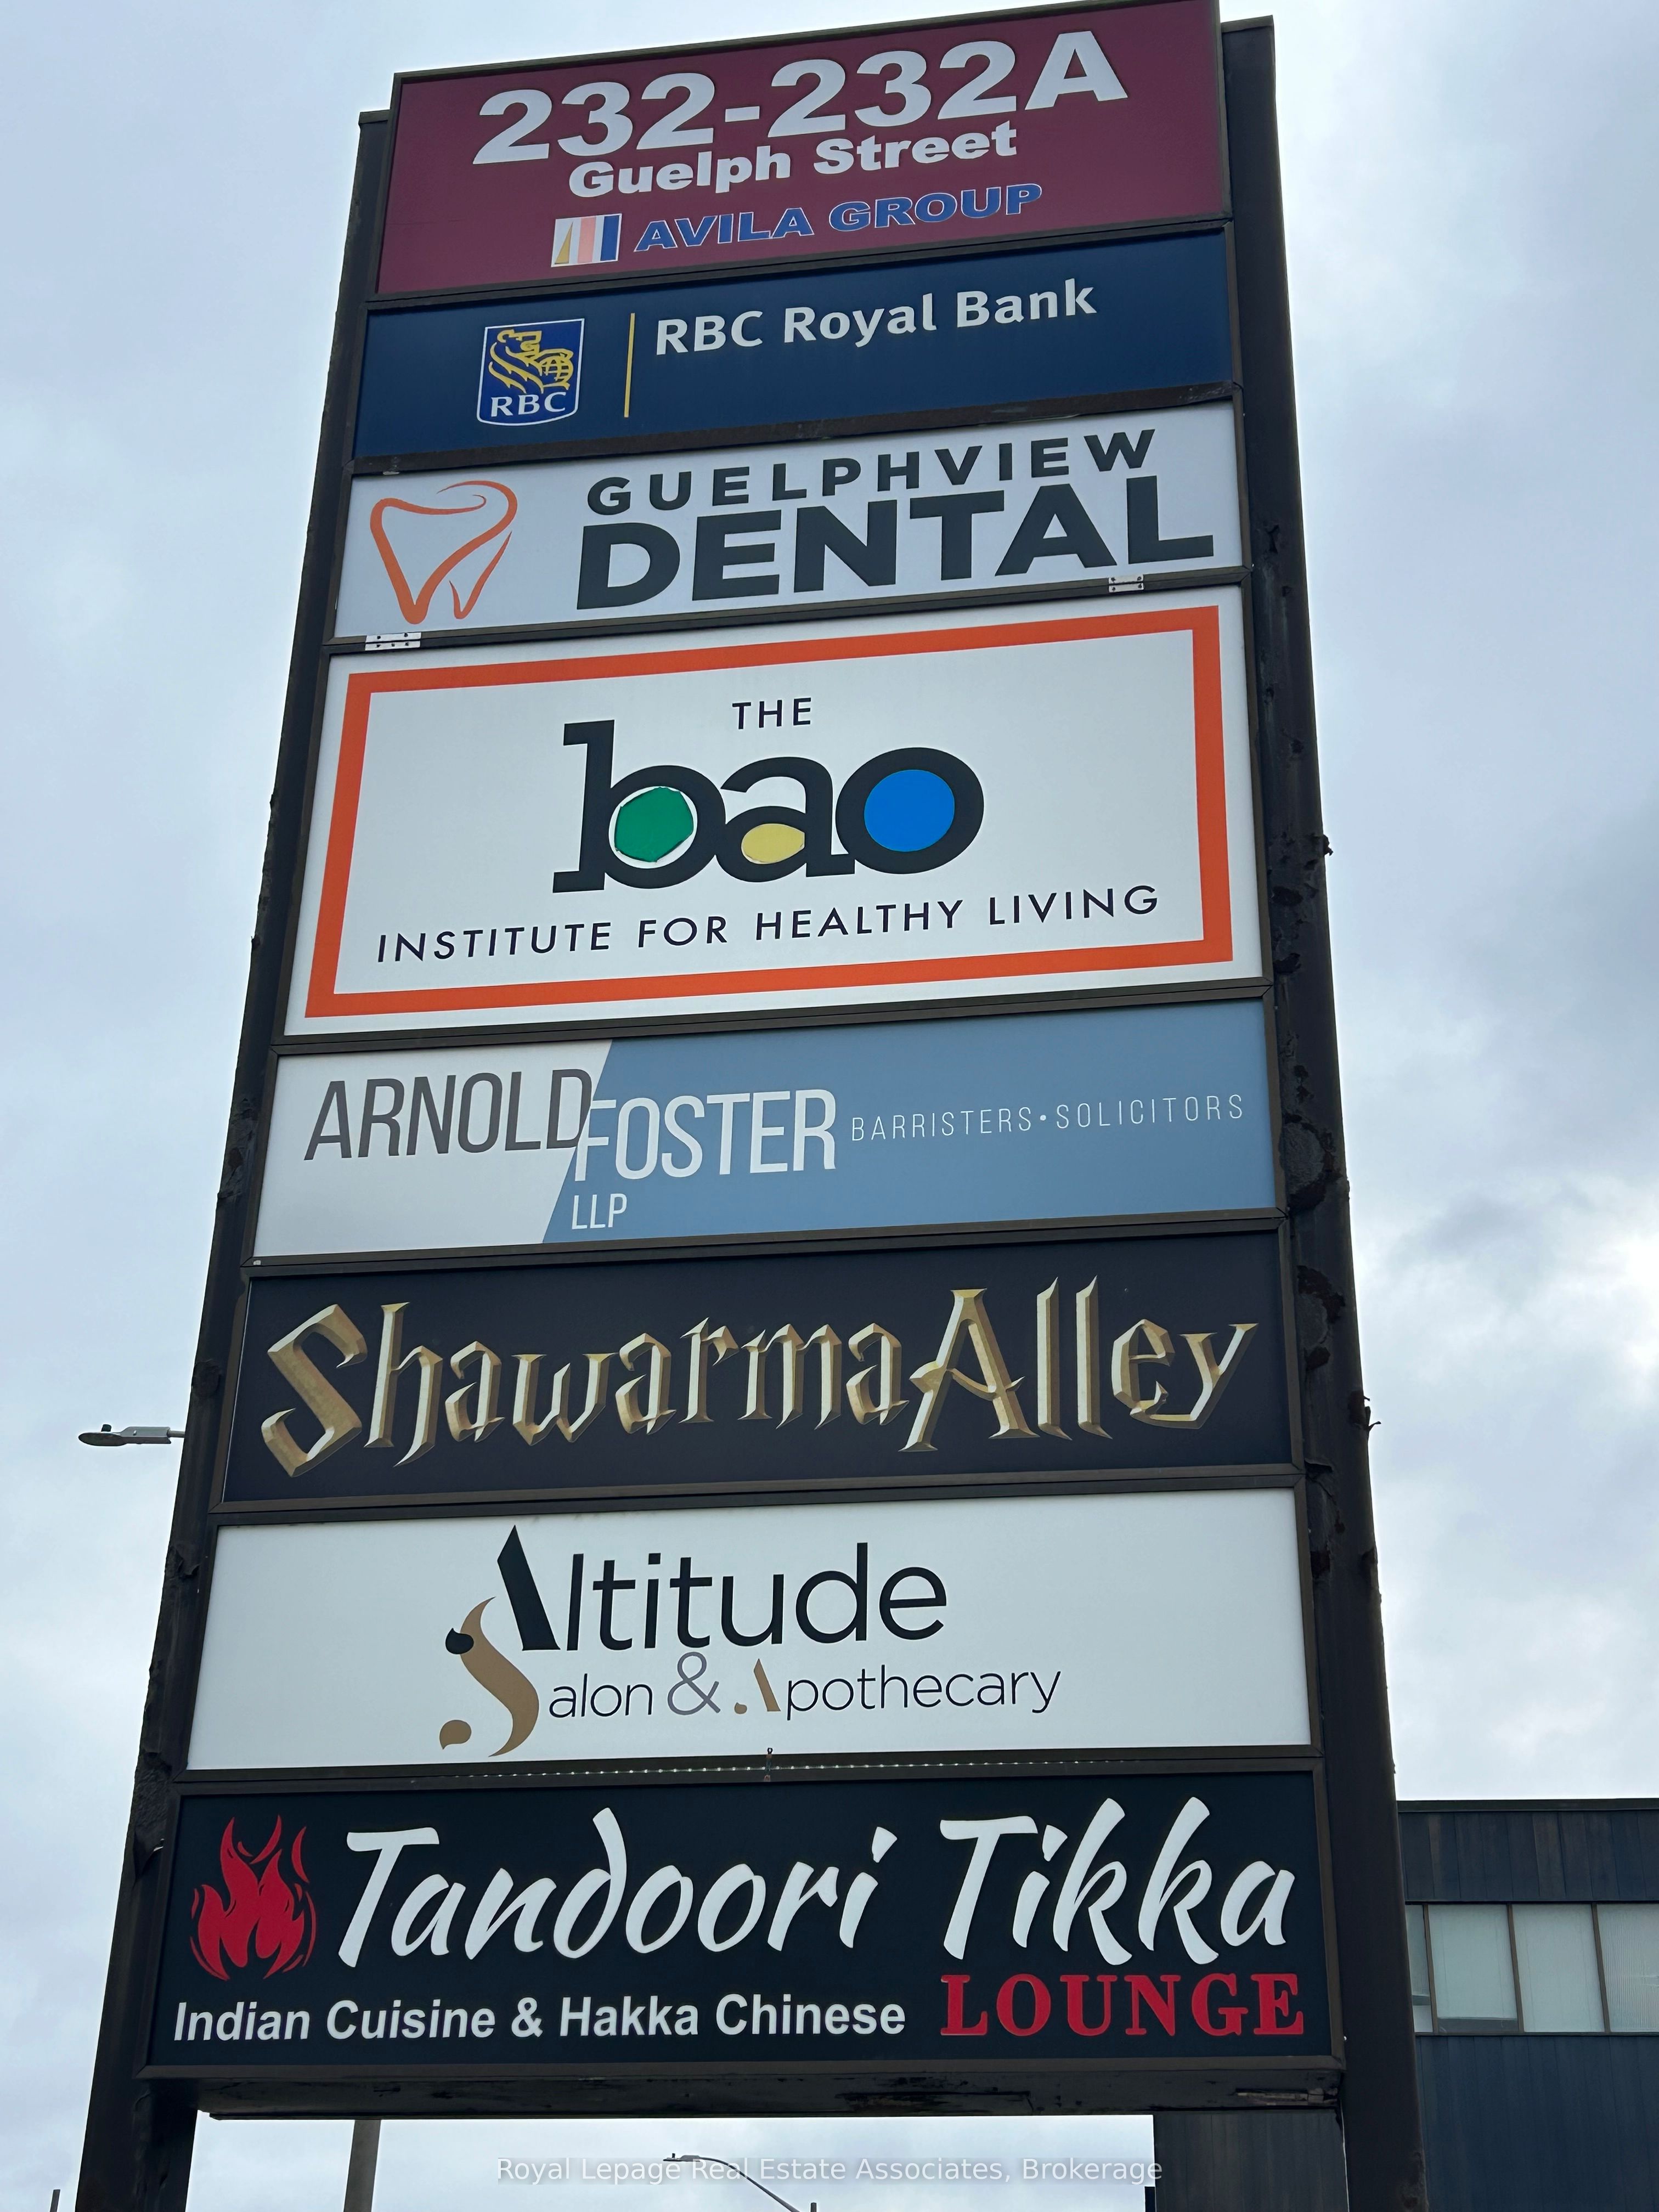 232-232A
Guelph Street
AVILA GROUP
RBC
RBC Royal Bank
GUELPHVIEW
DENTAL
THE
bao
INSTITUTE FOR HEALTHY LIVING
ARNOLD FOSTER BARRISTERS•SOLICITORS
LLP
Shawarma Alley
Altitude
Salon & Apothecary
Tandoori Tikka
Indian Cuisine & Hakka Chinese LOUNGE
Royal Lepage Real Estate Associates, Brokerage